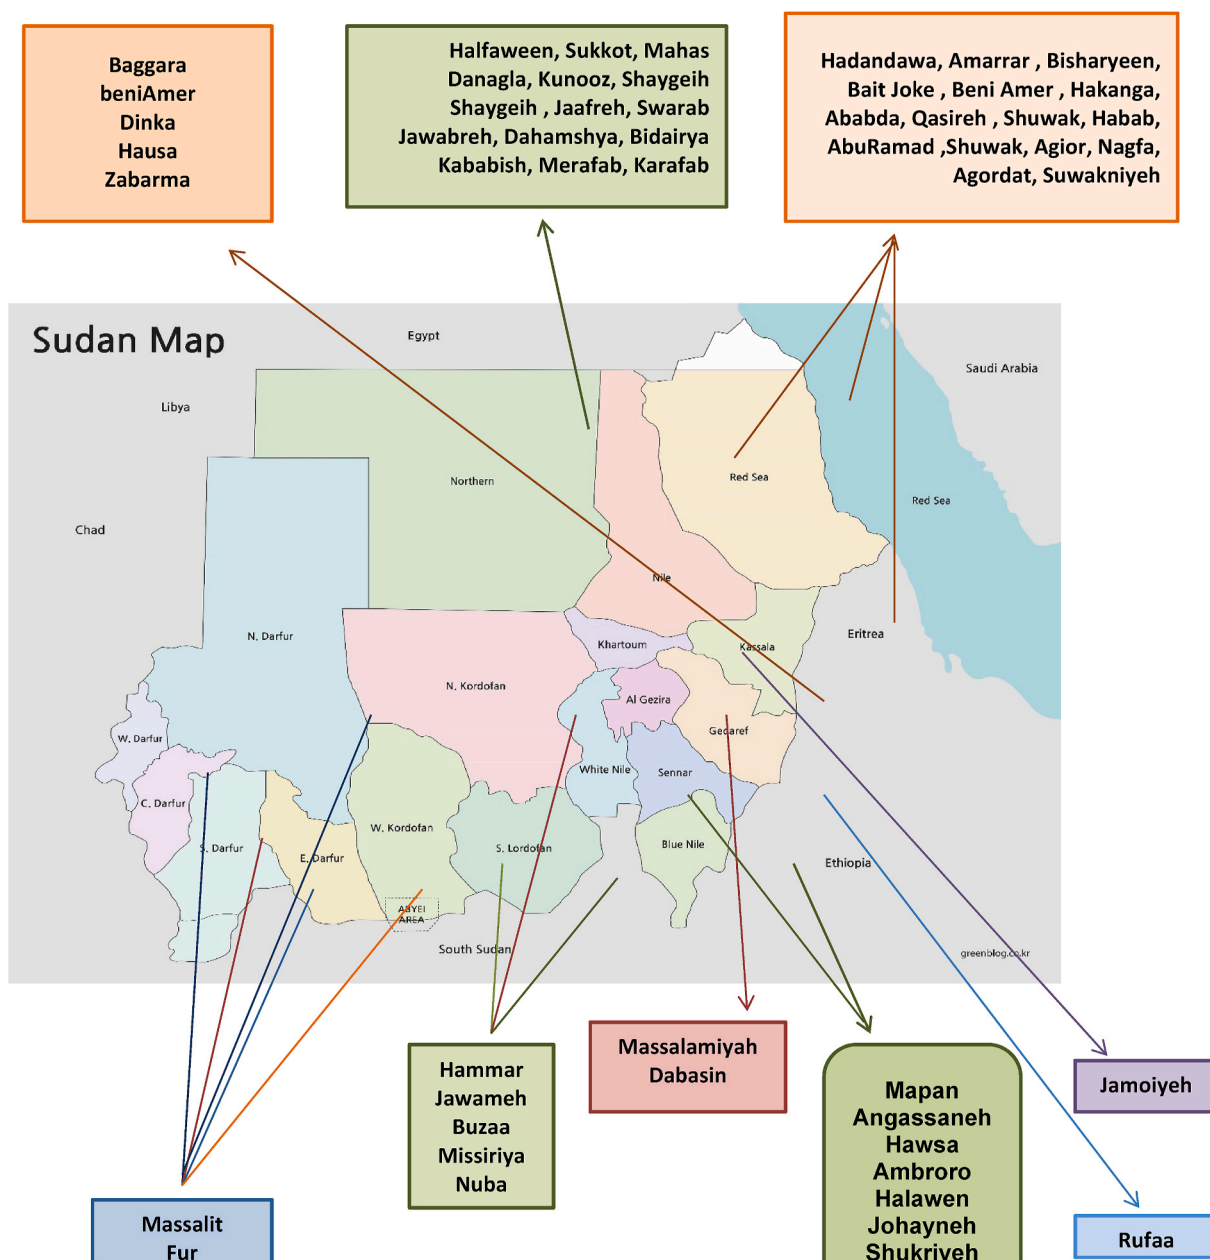 Baggara
beniAmer
Dinka
Hausa
Zabarma
Halfaween, Sukkot, Mahas
Danagla, Kunooz, Shaygeih
Shaygeih , Jaafreh, Swarab
Jawabreh, Dahamshya, Bidairya
Kababish, Merafab, Karafab
Hadandawa, Amarrar , Bisharyeen,
Bait Joke , Beni Amer , Hakanga,
Ababda, Qasireh , Shuwak, Habab,
AbuRamad ,Shuwak, Agior, Nagfa,
Agordat, Suwakniyeh
Sudan Map
Egypt
Saudi Arabia
Libya
Northern
Red Sea
Red Sea
Chad
Nile
N. Darfur
Khartoum
Kassala
Eritrea
N. Kordofan
Al Gezira
Gedaref
W. Darfur
White Nile
Sennar
C. Darfur
W. Kordofan
S. Darfur
E. Darfur
S. Lordofan
Blue Nile
Ethiopia
ABYEI
AREA
South Sudan
greenblog.co.kr
Hammar
Jawameh
Buzaa
Missiriya
Nuba
Massalamiyah
Dabasin
Mapan
Angassaneh
Hawsa
Ambroro
Halawen
Johayneh
Shukriyeh
Jamoiyeh
Rufaa
Massalit
Fur